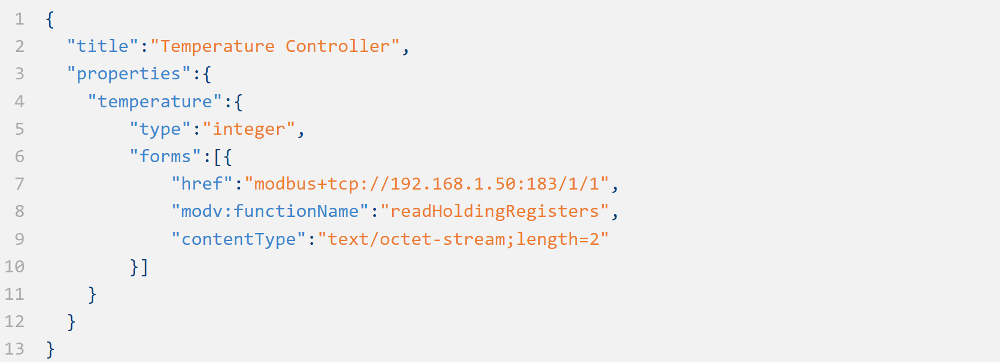 1 {
2 "title":"Temperature Controller",
3 "properties":{
4 "temperature":{
5 "type":"integer",
6 "forms":[{
7 "href":"modbus+tcp://192.168.1.50:183/1/1",
8 "modv:functionName":"readHoldingRegisters",
9 "contentType":"text/octet-stream;length=2"
10 }]
11 }
12 }
13 }